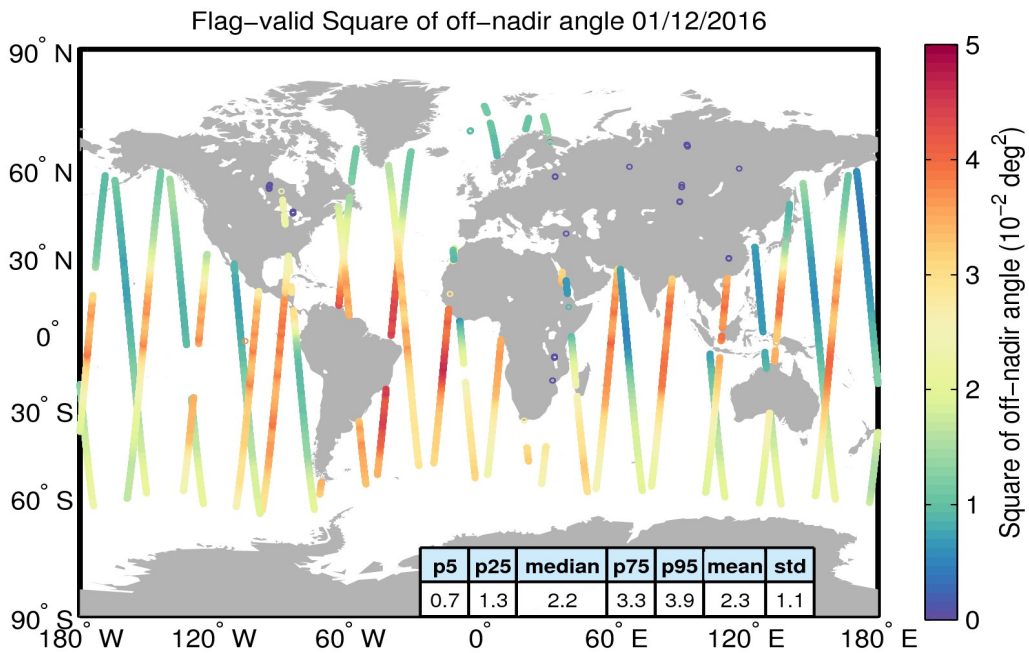 Flag-valid Square of off-nadir angle 01/12/2016
90° N
60° N
30° N
0°
30° S
60° S
90° S
180° W
120° W
60° W
0°
60° E
120° E
180° E
p5 p25 median p75 p95 mean std
0.7 1.3 2.2 3.3 3.9 2.3 1.1
5
4
3
2
1
0
Square of off-nadir angle (10⁻² deg²)